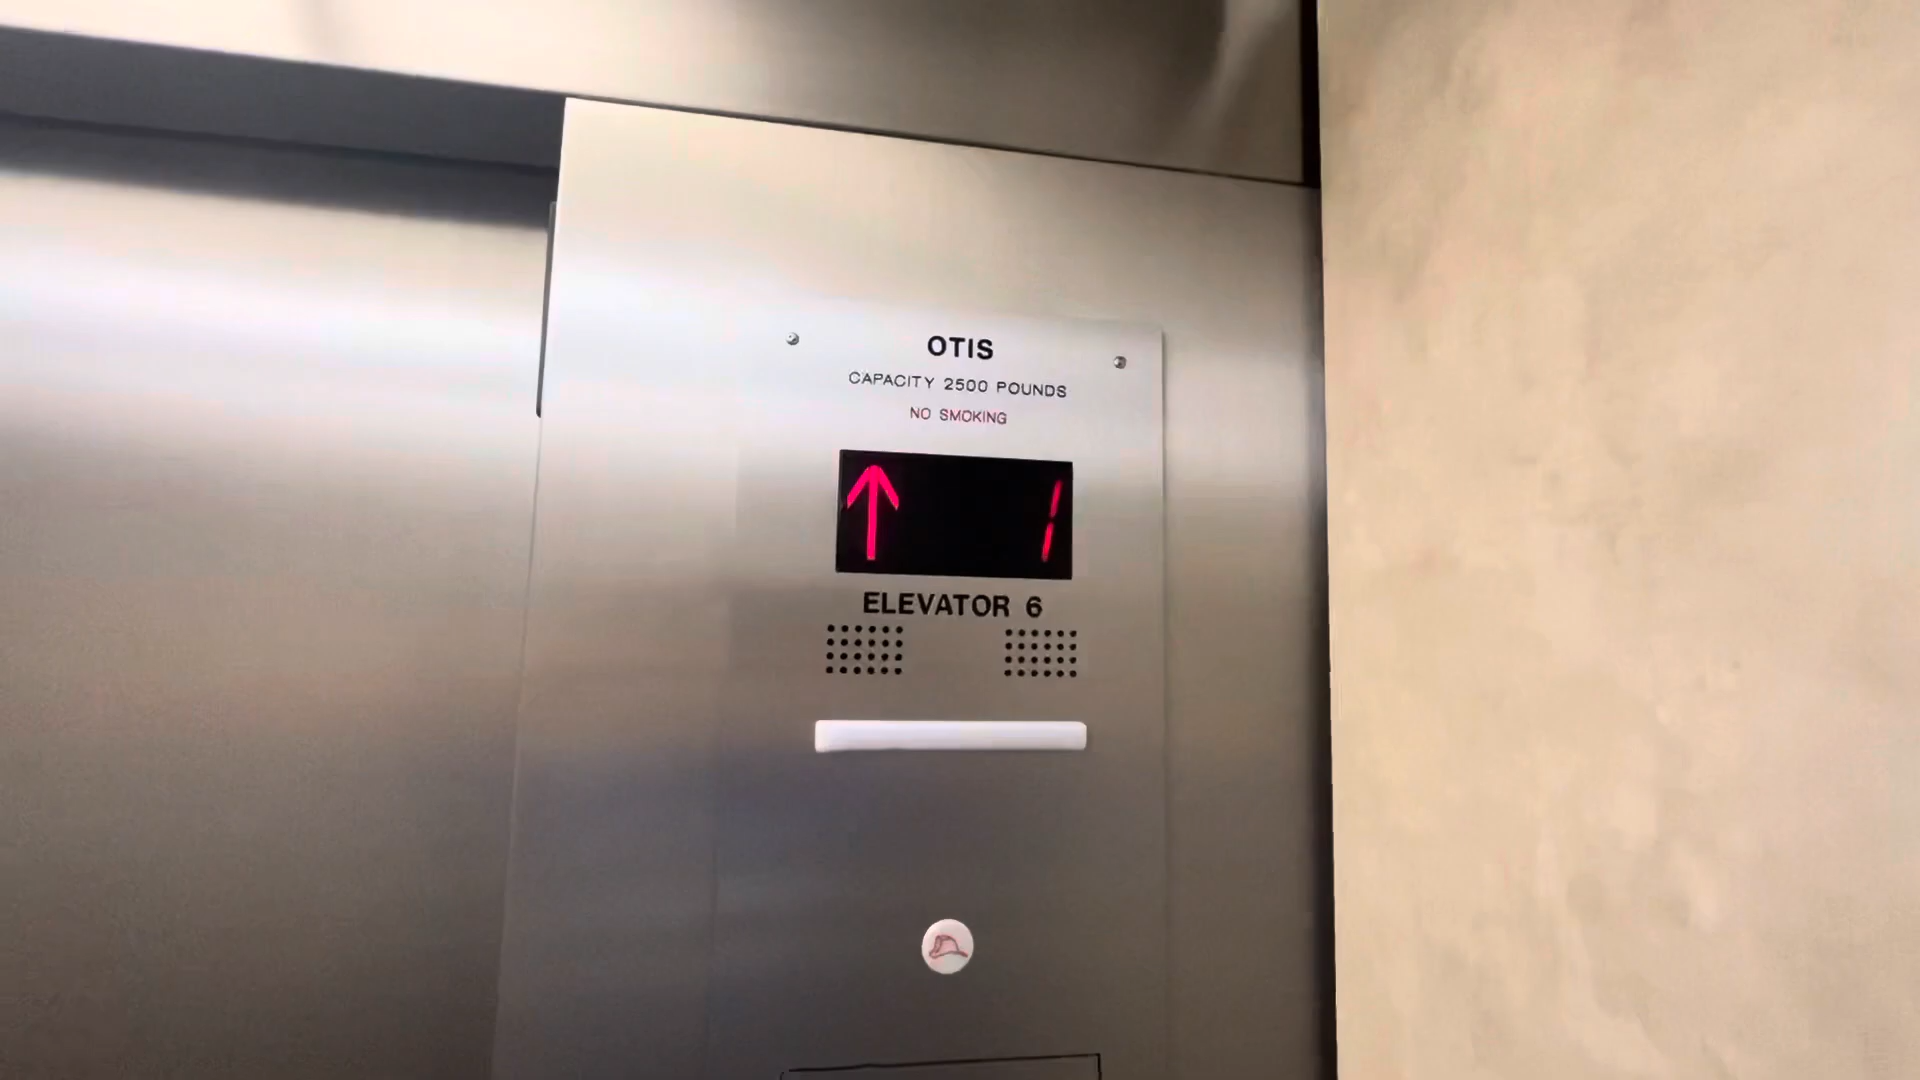 OTIS
CAPACITY 2500 POUNDS
NO SMOKING
1
ELEVATOR 6